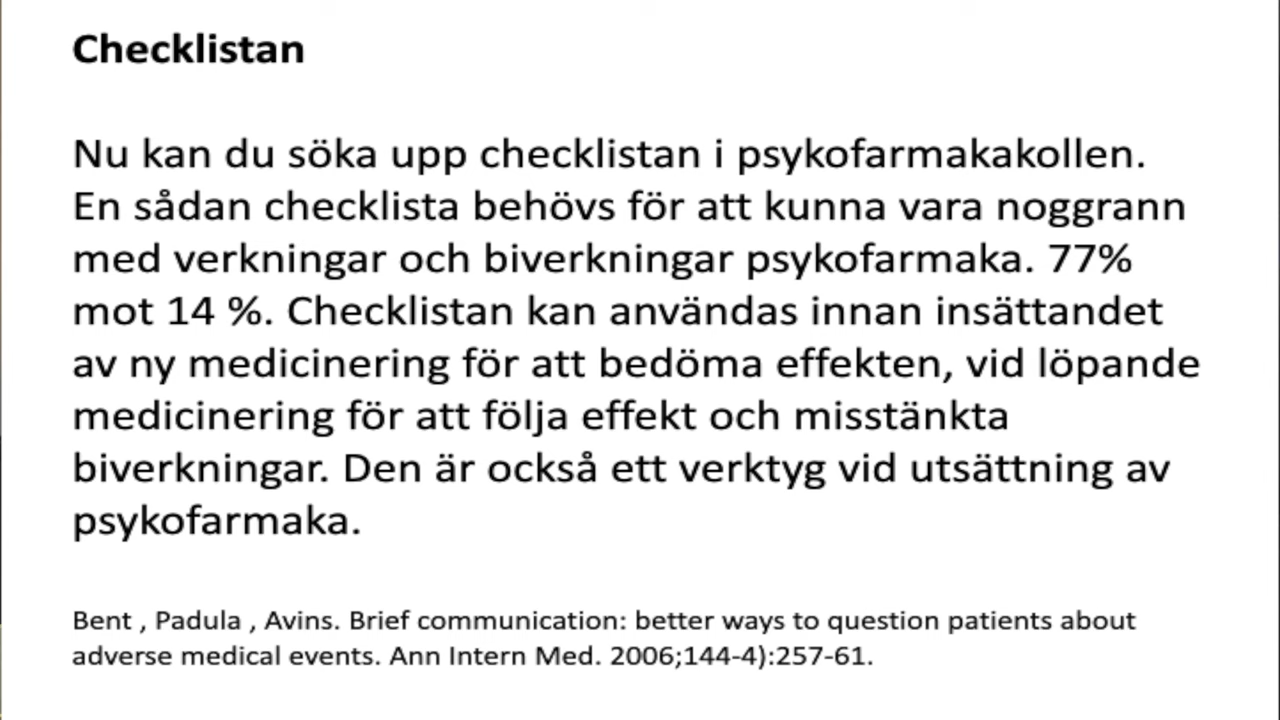 Checklistan
Nu kan du söka upp checklistan i psykofarmakakollen.
En sådan checklista behövs för att kunna vara noggrann
med verkningar och biverkningar psykofarmaka. 77%
mot 14 %. Checklistan kan användas innan insättandet
av ny medicinering för att bedöma effekten, vid löpande
medicinering för att följa effekt och misstänkta
biverkningar. Den är också ett verktyg vid utsättning av
psykofarmaka.
Bent , Padula , Avins. Brief communication: better ways to question patients about
adverse medical events. Ann Intern Med. 2006;144-4):257-61.